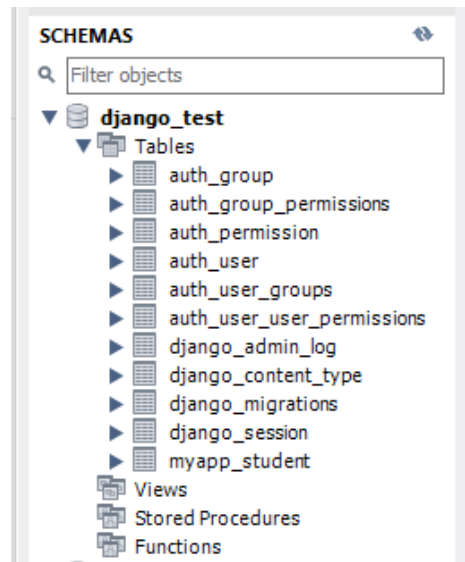 SCHEMAS
Filter objects
django_test
Tables
auth_group
auth_group_permissions
auth_permission
auth_user
auth_user_groups
auth_user_user_permissions
django_admin_log
django_content_type
django_migrations
django_session
myapp_student
Views
Stored Procedures
Functions